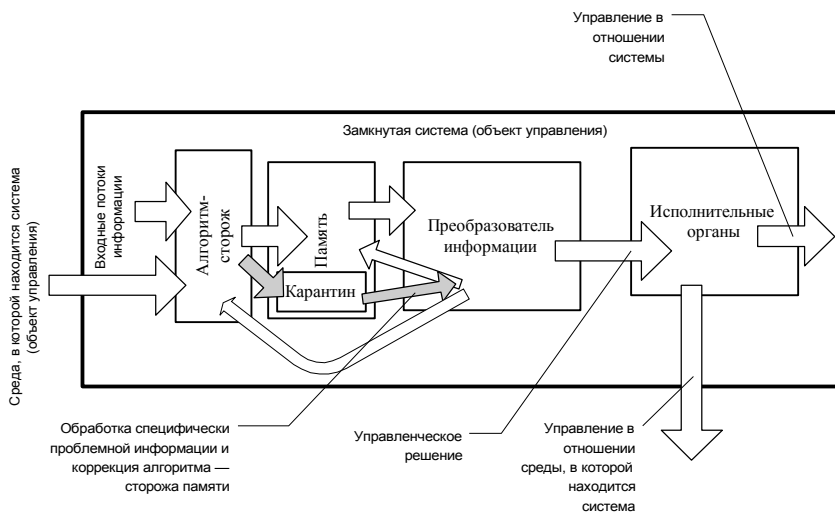 Управление в
отношении
системы
Замкнутая система (объект управления)
Среда, в которой находится система
(объект управления)
Входные потоки
информации
Алгоритм-
сторож
Память
Карантин
Преобразователь
информации
Исполнительные
органы
Обработка специфически
проблемной информации и
коррекция алгоритма —
сторожа памяти
Управленческое
решение
Управление в
отношении
среды, в которой
находится
система